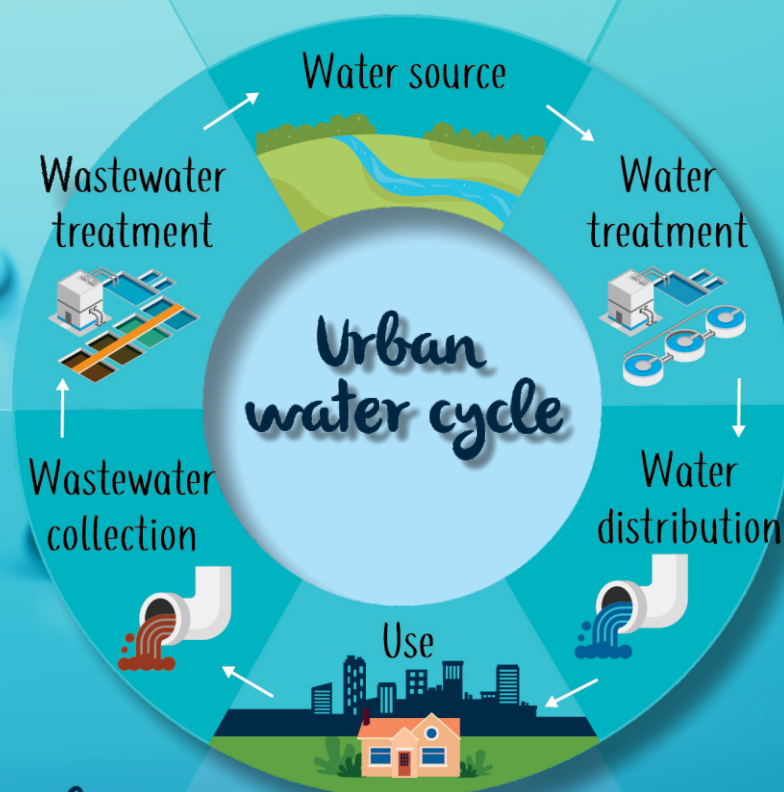 Water source
Water
treatment
Water
distribution
Use
Wastewater
collection
Wastewater
treatment
Urban
water cycle